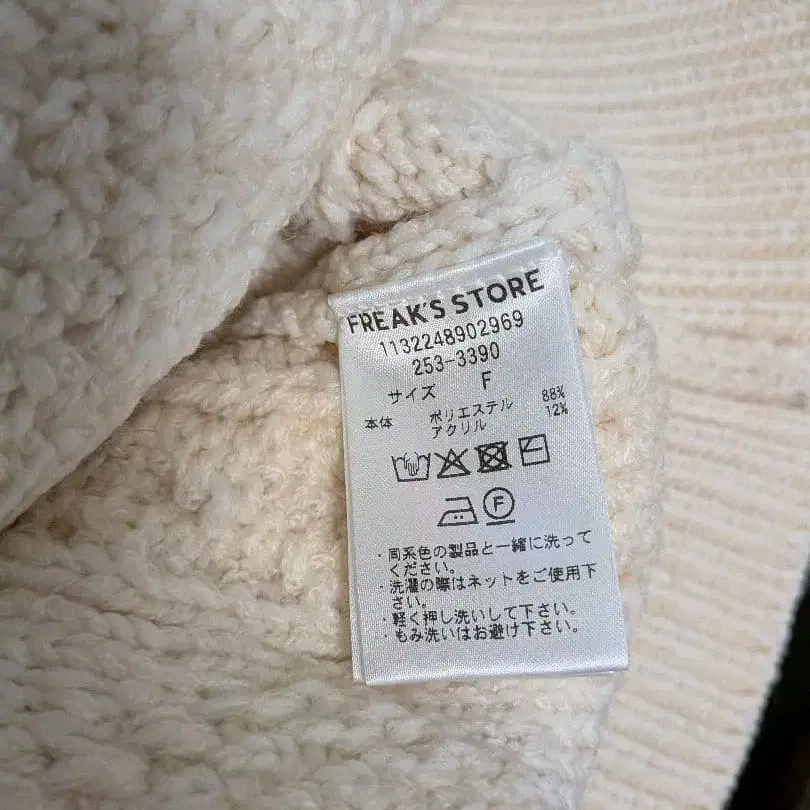 FREAK'S STORE
1132248902969
253-3390
サイズ F
本体 ポリエステル 88%
アクリル 12%
F
・同系色の製品と一緒に洗って
ください。
・洗濯の際はネットをご使用下
さい。
・軽く押し洗いして下さい。
・もみ洗いはお避け下さい。